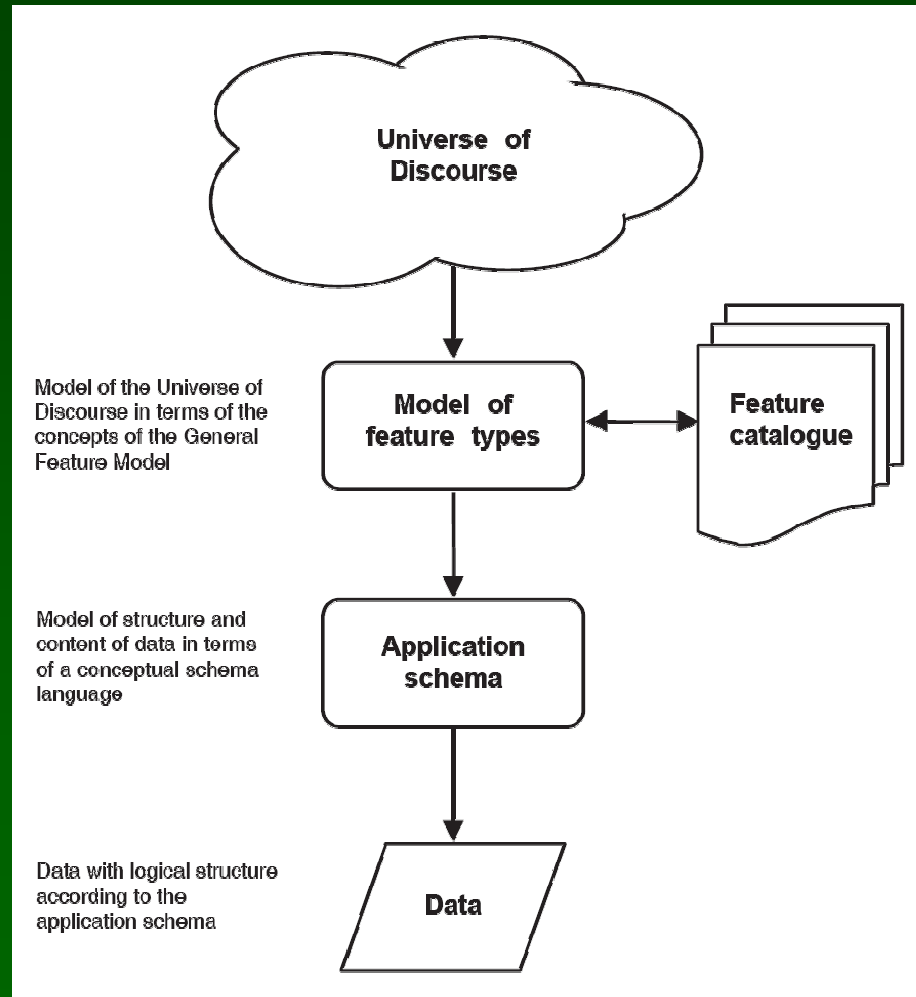 Universe of
Discourse
Model of the Universe of
Discourse in terms of the
concepts of the General
Feature Model
Model of
feature types
Feature
catalogue
Model of structure and
content of data in terms
of a conceptual schema
language
Application
schema
Data with logical structure
according to the
application schema
Data